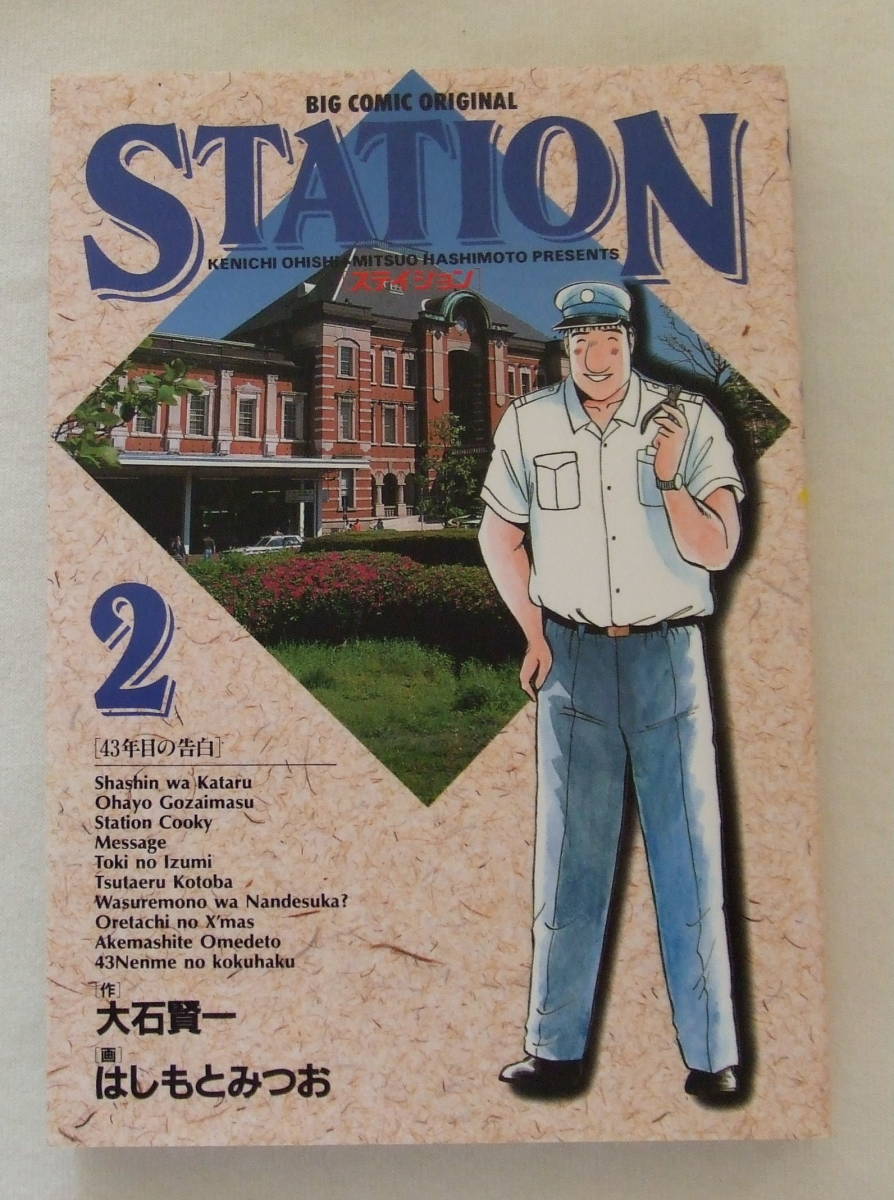 BIG COMIC ORIGINAL
STATION
KENICHI OHISHI+MITSUO HASHIMOTO PRESENTS
[ステイション]
2
[43年目の告白]
Shashin wa Kataru
Ohayo Gozaimasu
Station Cooky
Message
Toki no Izumi
Tsutaeru Kotoba
Wasuremono wa Nandesuka?
Oretachi no X'mas
Akemashite Omedeto
43Nenme no kokuhaku
[作]
大石賢一
[画]
はしもとみつお